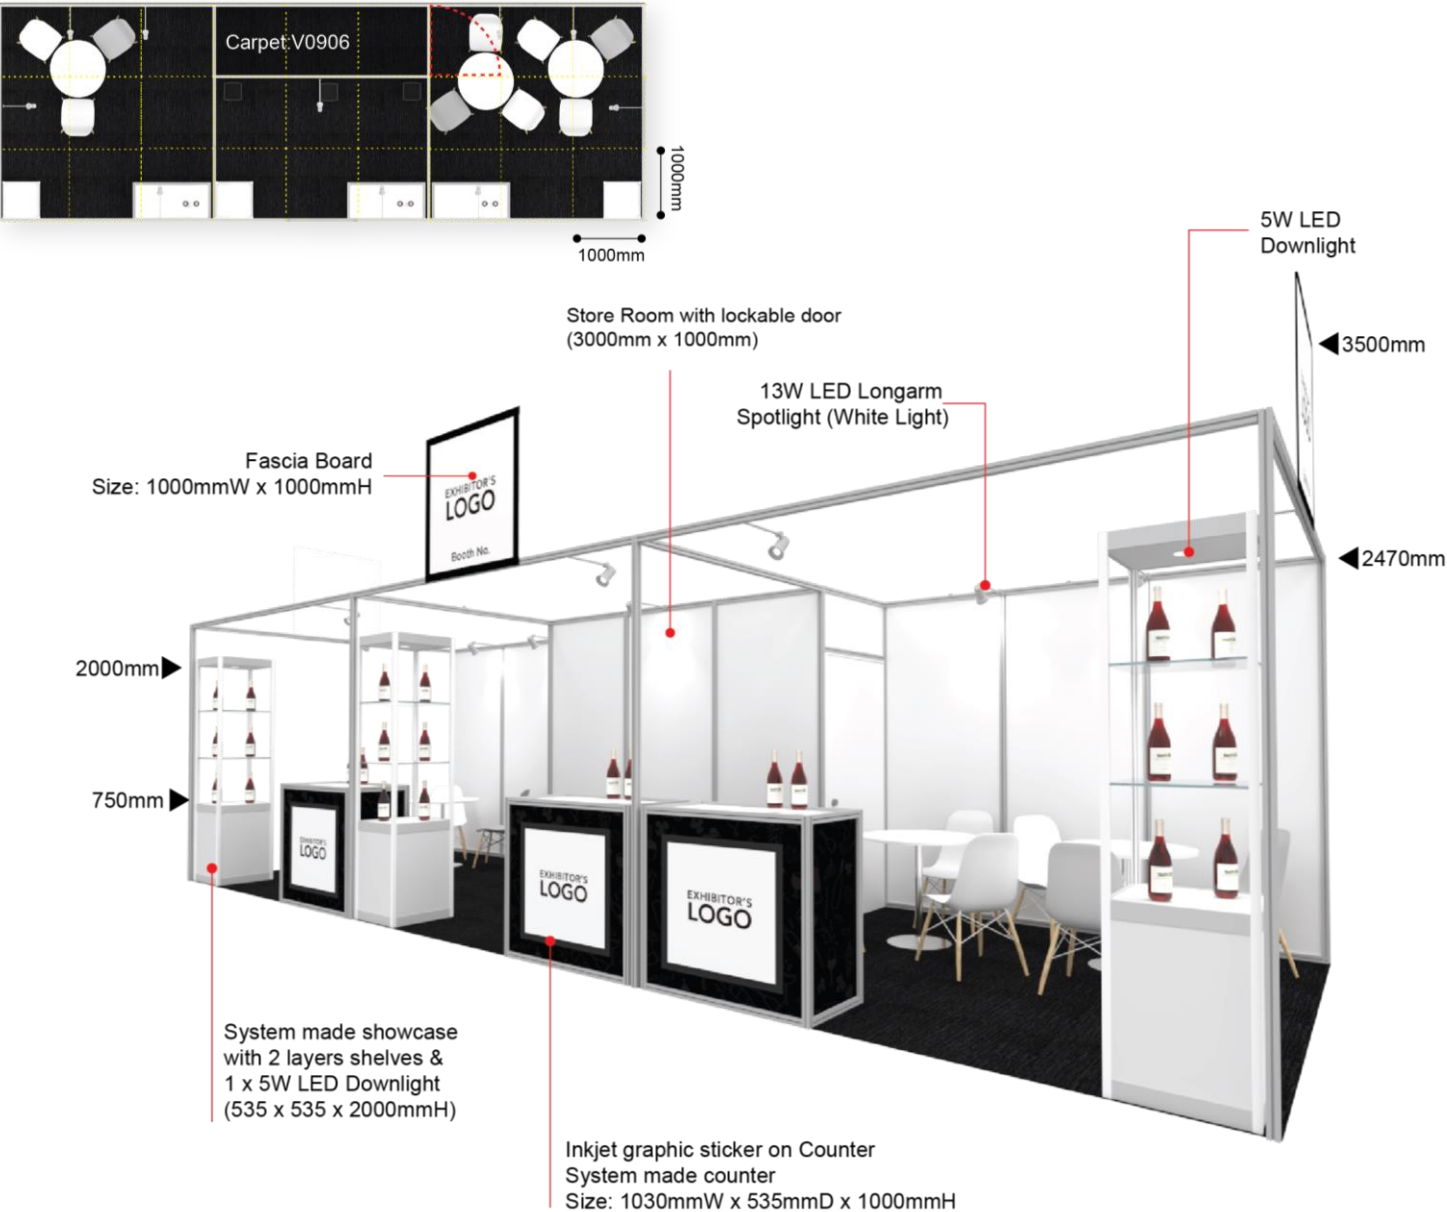 Carpet:V0906
1000mm
1000mm
5W LED
Downlight
Store Room with lockable door
(3000mm x 1000mm)
3500mm
13W LED Longarm
Spotlight (White Light)
Fascia Board
Size: 1000mmW x 1000mmH
EXHIBITOR'S
LOGO
Booth No.
2470mm
2000mm
750mm
EXHIBITOR'S
LOGO
EXHIBITOR'S
LOGO
EXHIBITOR'S
LOGO
System made showcase
with 2 layers shelves &
1 x 5W LED Downlight
(535 x 535 x 2000mmH)
Inkjet graphic sticker on Counter
System made counter
Size: 1030mmW x 535mmD x 1000mmH